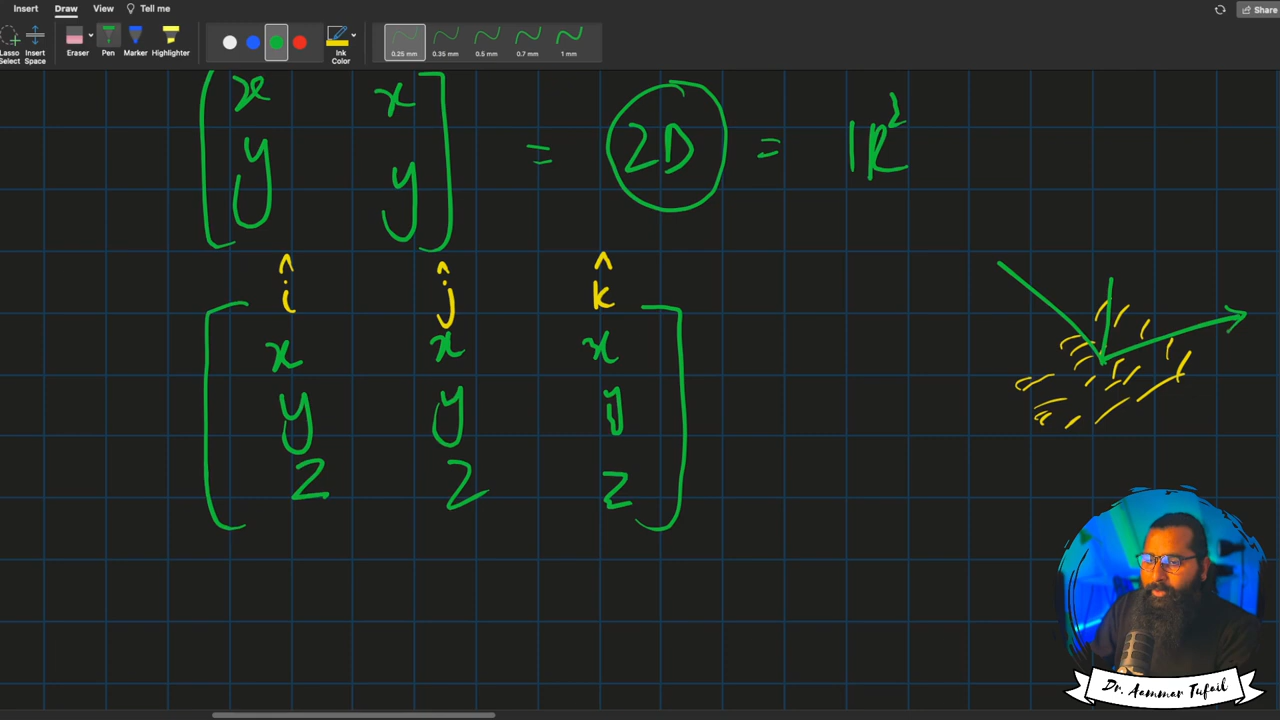 Insert Draw View Tell me
Share
Lasso Select
Insert Space
Eraser
Pen
Marker
Highlighter
Ink Color
0.25 mm 0.35 mm 0.5 mm 0.7 mm 1 mm
x x
y y = 2D = ℝ²
î ĵ k̂
x x x
y y y
z z z
Dr. Aammar Tufail